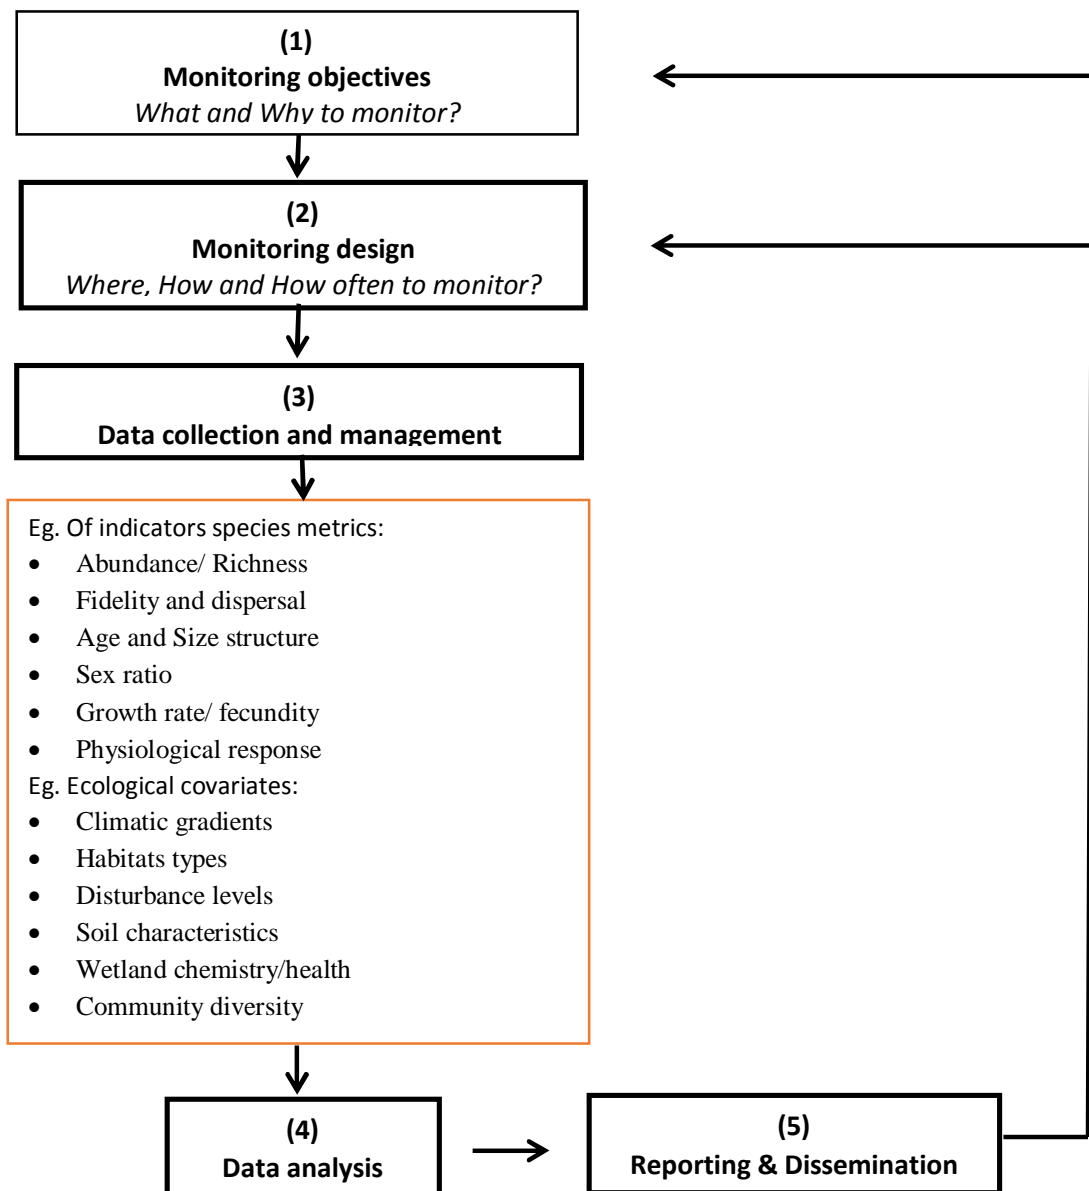 (1)
Monitoring objectives
What and Why to monitor?
(2)
Monitoring design
Where, How and How often to monitor?
(3)
Data collection and management
Eg. Of indicators species metrics:
• Abundance/ Richness
• Fidelity and dispersal
• Age and Size structure
• Sex ratio
• Growth rate/ fecundity
• Physiological response
Eg. Ecological covariates:
• Climatic gradients
• Habitats types
• Disturbance levels
• Soil characteristics
• Wetland chemistry/health
• Community diversity
(4)
Data analysis
(5)
Reporting & Dissemination